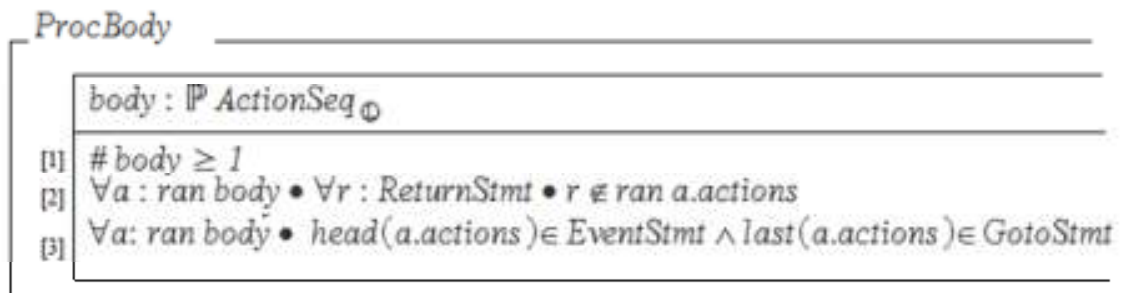 ProcBody
body : ℙ ActionSeq Ⓛ
[1] # body ≥ 1
[2] ∀a : ran body • ∀r : ReturnStmt • r ∉ ran a.actions
[3] ∀a: ran body • head(a.actions)∈ EventStmt ∧ last(a.actions)∈ GotoStmt